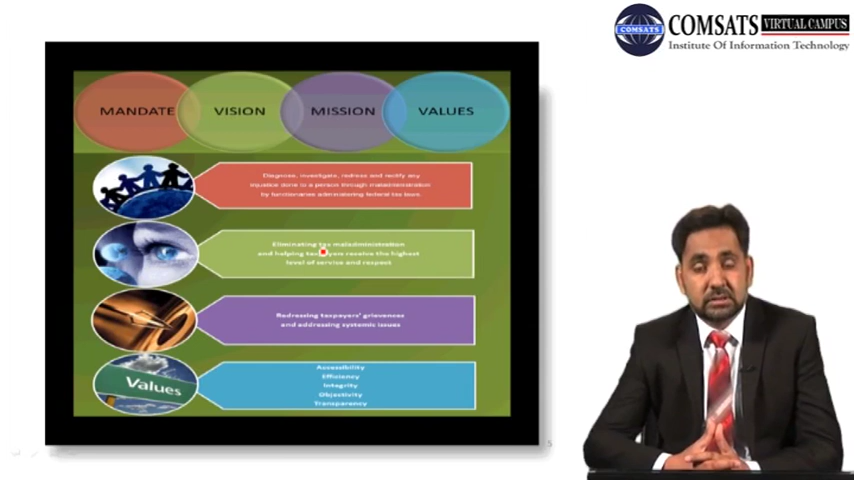 COMSATS VIRTUAL CAMPUS
COMSATS
Institute Of Information Technology
MANDATE VISION MISSION VALUES
Diagnose, investigate, redress and rectify any
injustice done to a person through maladministration
by functionaries administering federal tax laws.
Eliminating tax maladministration
and helping taxpayers receive the highest
level of service and respect
Redressing taxpayers' grievances
and addressing systemic issues
Values
Accessibility
Efficiency
Integrity
Objectivity
Transparency
5